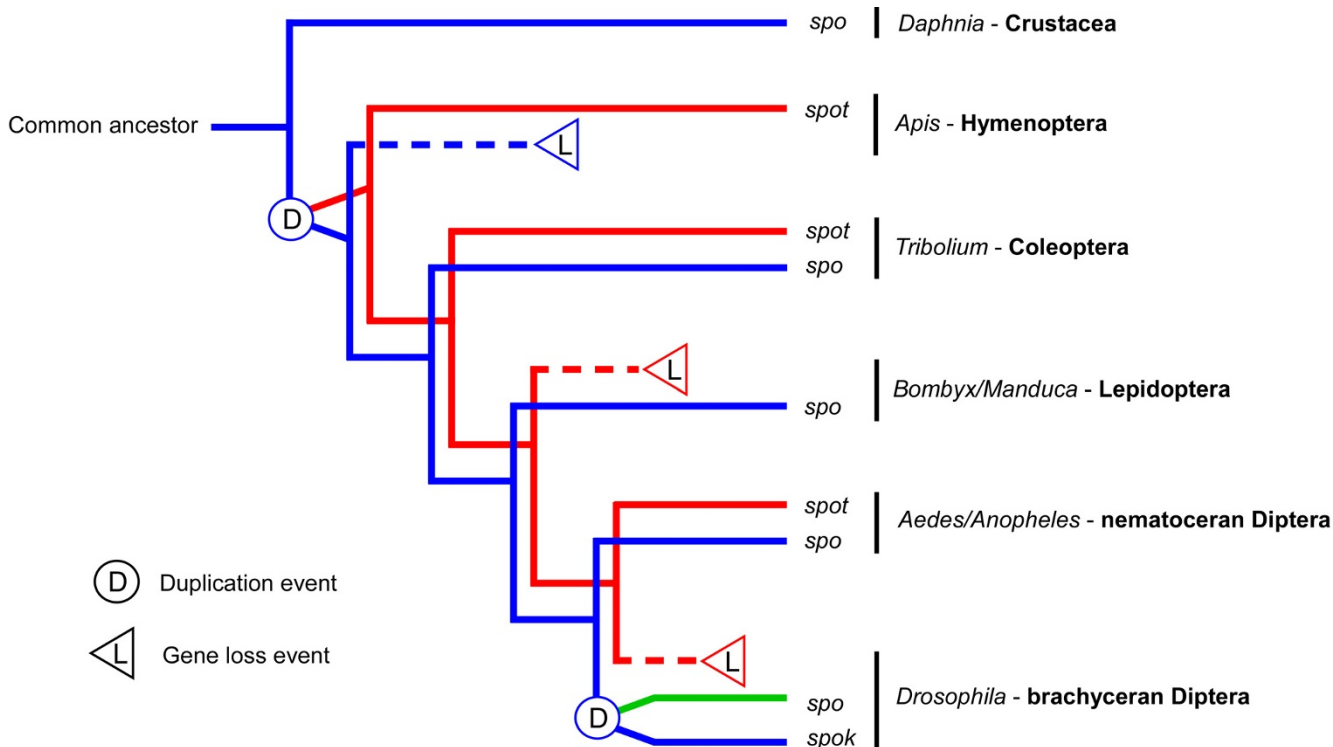 spo Daphnia - Crustacea
Common ancestor
spot
Apis - Hymenoptera
L
D
spot
Tribolium - Coleoptera
spo
L
Bombyx/Manduca - Lepidoptera
spo
spot
Aedes/Anopheles - nematoceran Diptera
spo
D Duplication event
L Gene loss event
L
spo
Drosophila - brachyceran Diptera
D
spok